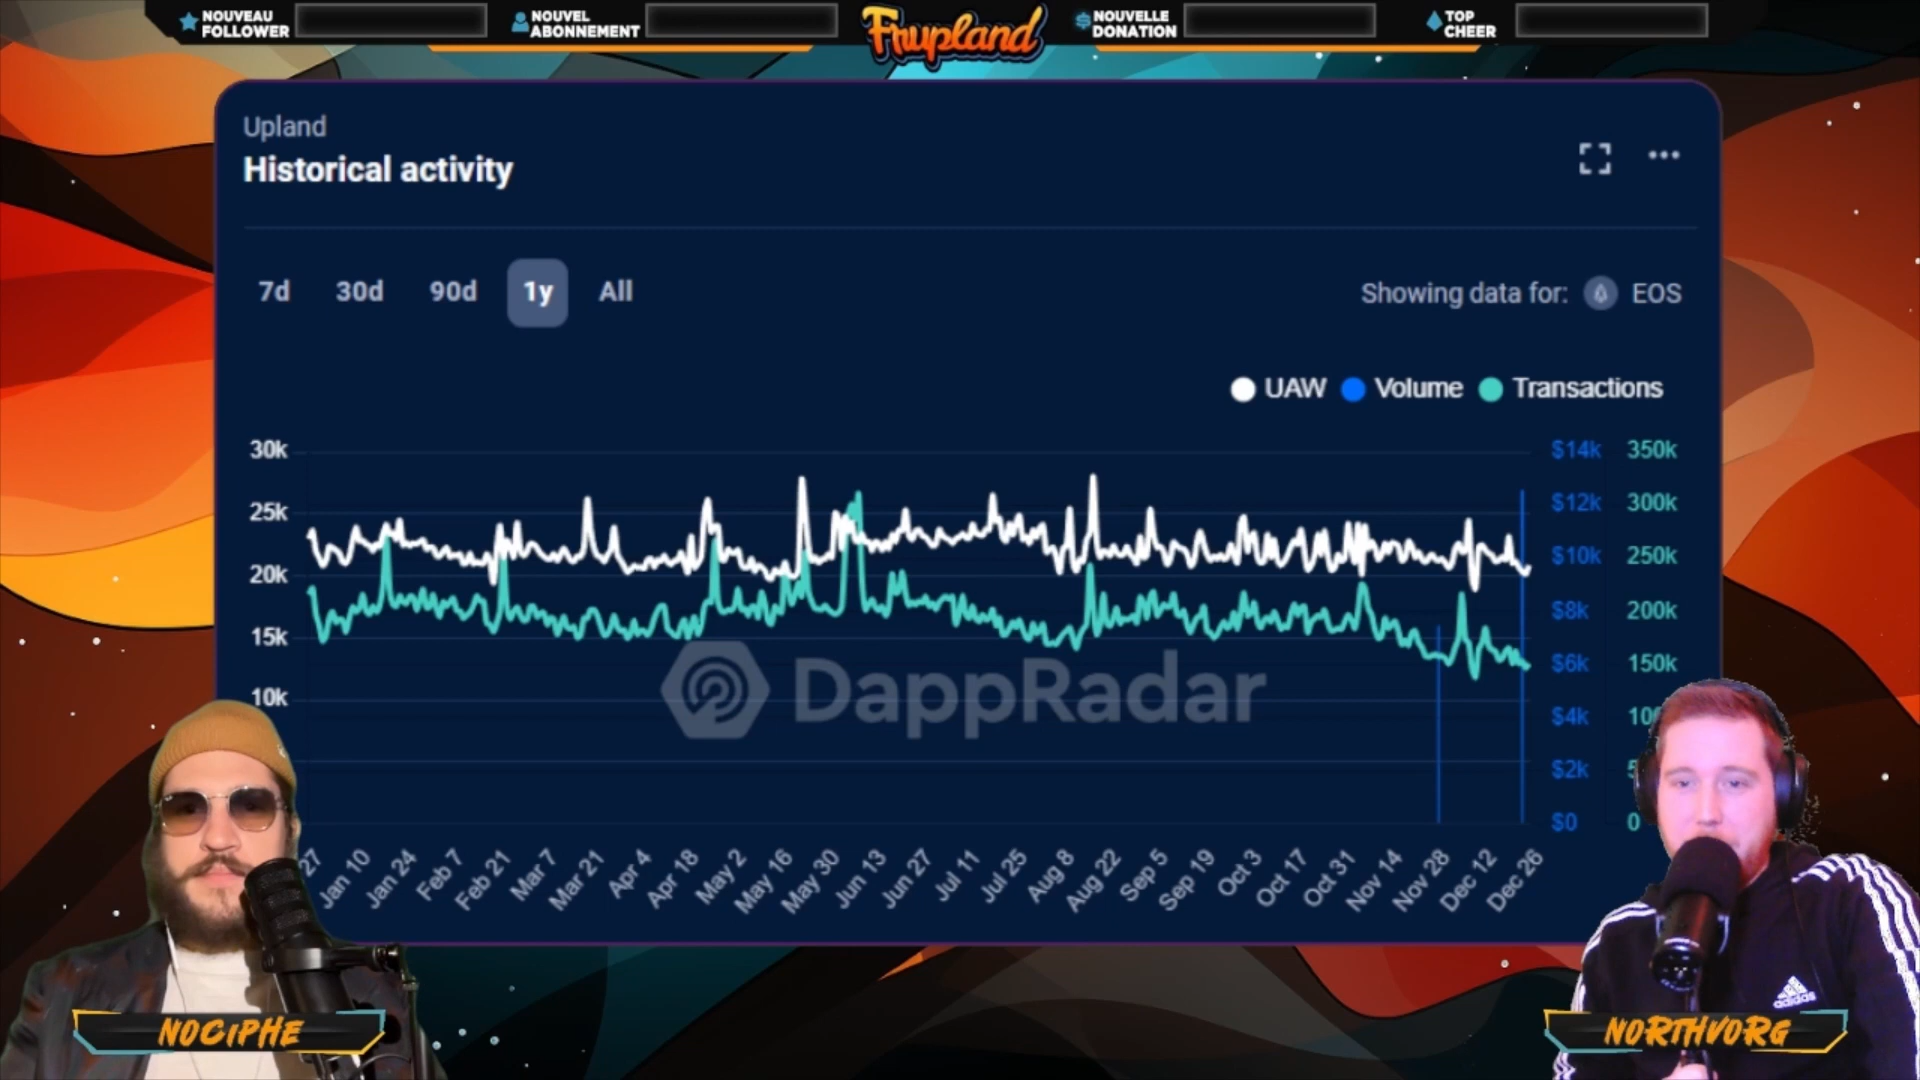 NOUVEAU
FOLLOWER
NOUVEL
ABONNEMENT
Frupland
NOUVELLE
DONATION
TOP
CHEER
Upland
Historical activity
7d 30d 90d 1y All
Showing data for: EOS
UAW Volume Transactions
30k $14k 350k
25k $12k 300k
20k $10k 250k
15k $8k 200k
$6k 150k
10k $4k
$2k
$0 0
DappRadar
27 Jan 10 Jan 24 Feb 7 Feb 21 Mar 7 Mar 21 Apr 4 Apr 18 May 2 May 16 May 30 Jun 13 Jun 27 Jul 11 Jul 25 Aug 8 Aug 22 Sep 5 Sep 19 Oct 3 Oct 17 Oct 31 Nov 14 Nov 28 Dec 12 Dec 26
adidas
NOCiPHE
NORTHVORG